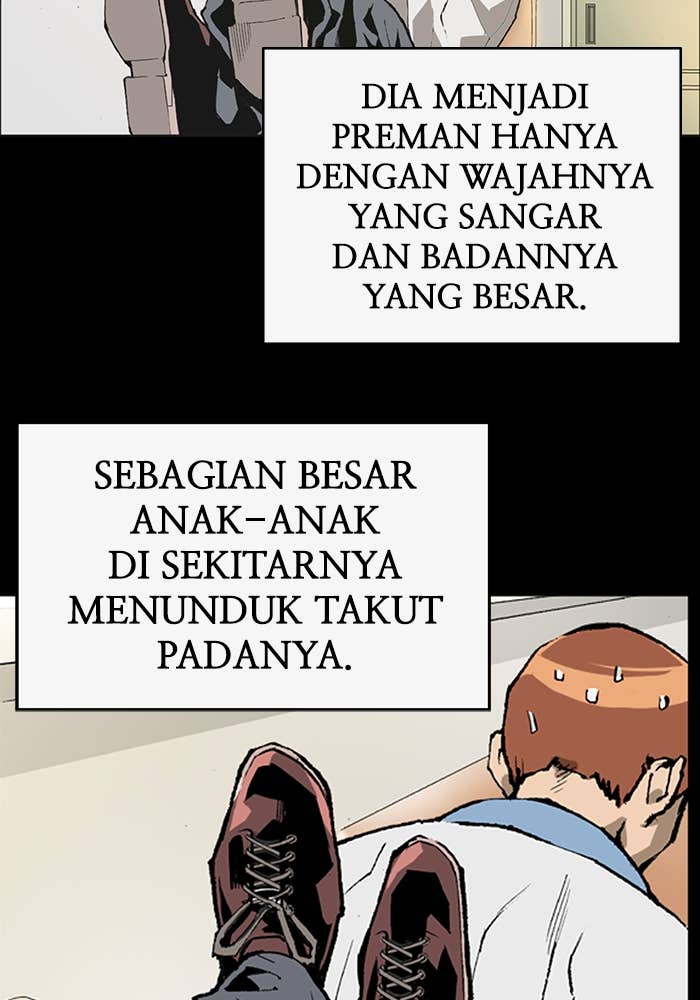 DIA MENJADI
PREMAN HANYA
DENGAN WAJAHNYA
YANG SANGAR
DAN BADANNYA
YANG BESAR.
SEBAGIAN BESAR
ANAK-ANAK
DI SEKITARNYA
MENUNDUK TAKUT
PADANYA.